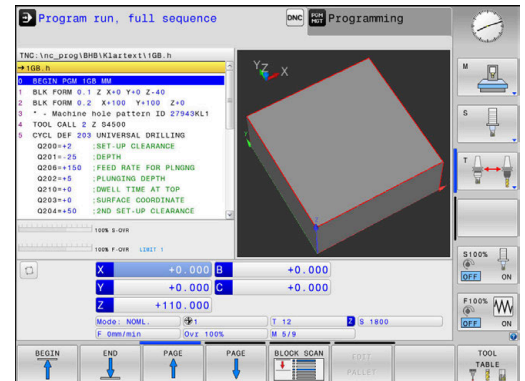 Program run, full sequence
DNC
PGM MGT
Programming
TNC:\nc_prog\BHB\Klartext\1GB.h
→1GB.h
0 BEGIN PGM 1GB MM
1 BLK FORM 0.1 Z X+0 Y+0 Z-40
2 BLK FORM 0.2 X+100 Y+100 Z+0
3 * - Machine hole pattern ID 27943KL1
4 TOOL CALL 2 Z S4500
5 CYCL DEF 203 UNIVERSAL DRILLING
Q200=+2 ;SET-UP CLEARANCE
Q201=-25 ;DEPTH
Q206=+150 ;FEED RATE FOR PLNGNG
Q202=+5 ;PLUNGING DEPTH
Q210=+0 ;DWELL TIME AT TOP
Q203=+0 ;SURFACE COORDINATE
Q204=+50 ;2ND SET-UP CLEARANCE
YZ X
Y
Z
100% S-OVR
100% F-OVR LIMIT 1
X +0.000 B +0.000
Y +0.000 C +0.000
Z +110.000
Mode: NOML. 1 T 12 Z S 1800
F 0mm/min Ovr 100% M 5/9
M
S
T
S100%
OFF ON
F100%
OFF ON
BEGIN
END
PAGE
PAGE
BLOCK SCAN
EDIT PALLET
TOOL TABLE